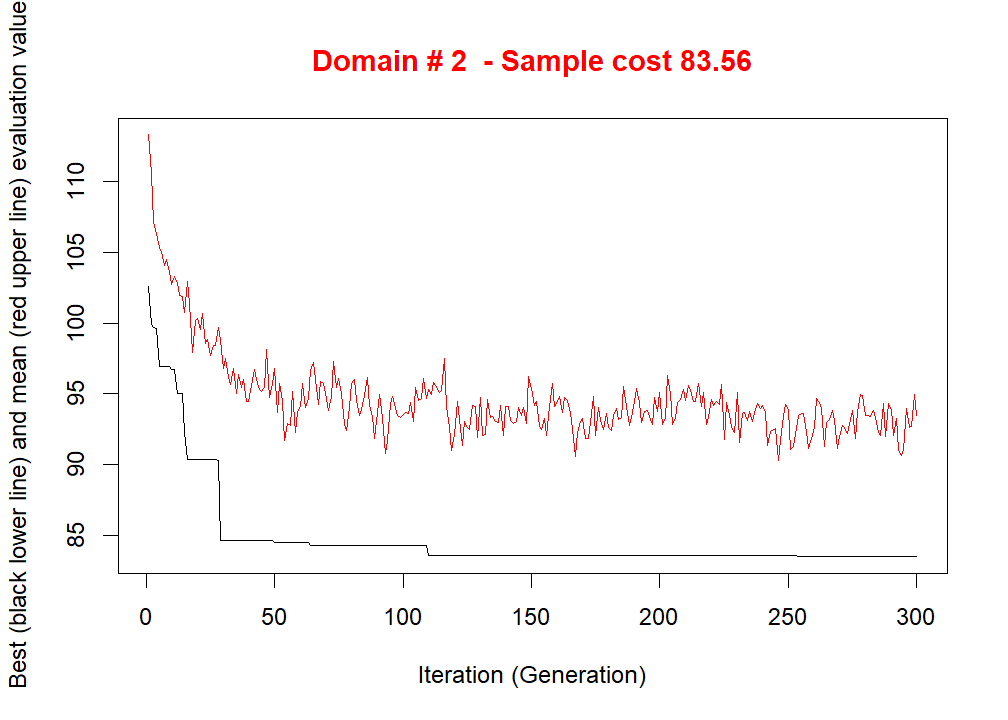 Domain # 2  - Sample cost 83.56
Best (black lower line) and mean (red upper line) evaluation value
110
105
100
95
90
85
0 50 100 150 200 250 300
Iteration (Generation)